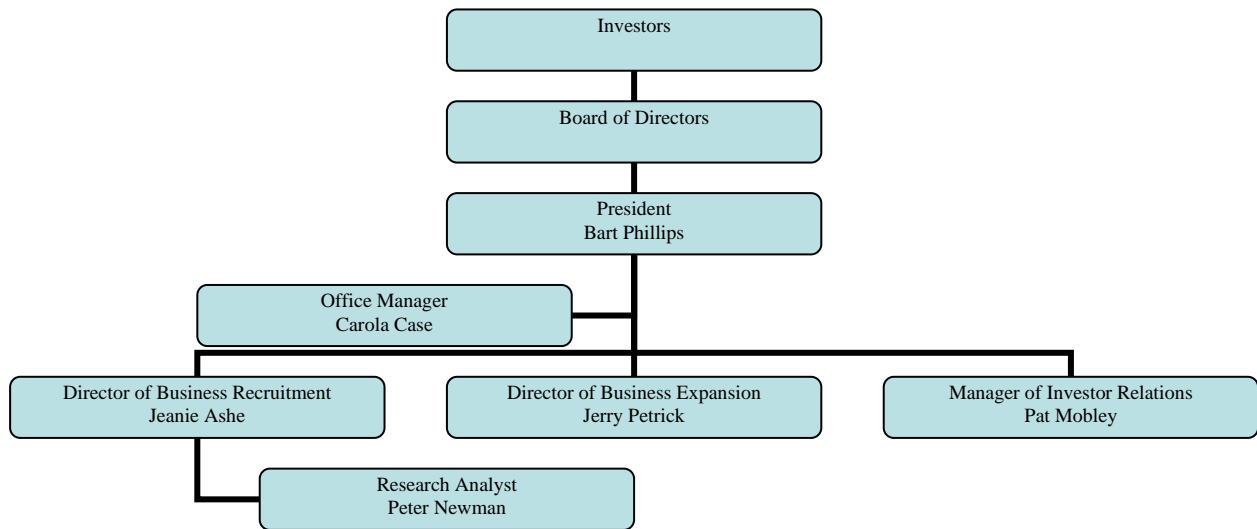 Investors
Board of Directors
President
Bart Phillips
Office Manager
Carola Case
Director of Business Recruitment
Jeanie Ashe
Director of Business Expansion
Jerry Petrick
Manager of Investor Relations
Pat Mobley
Research Analyst
Peter Newman